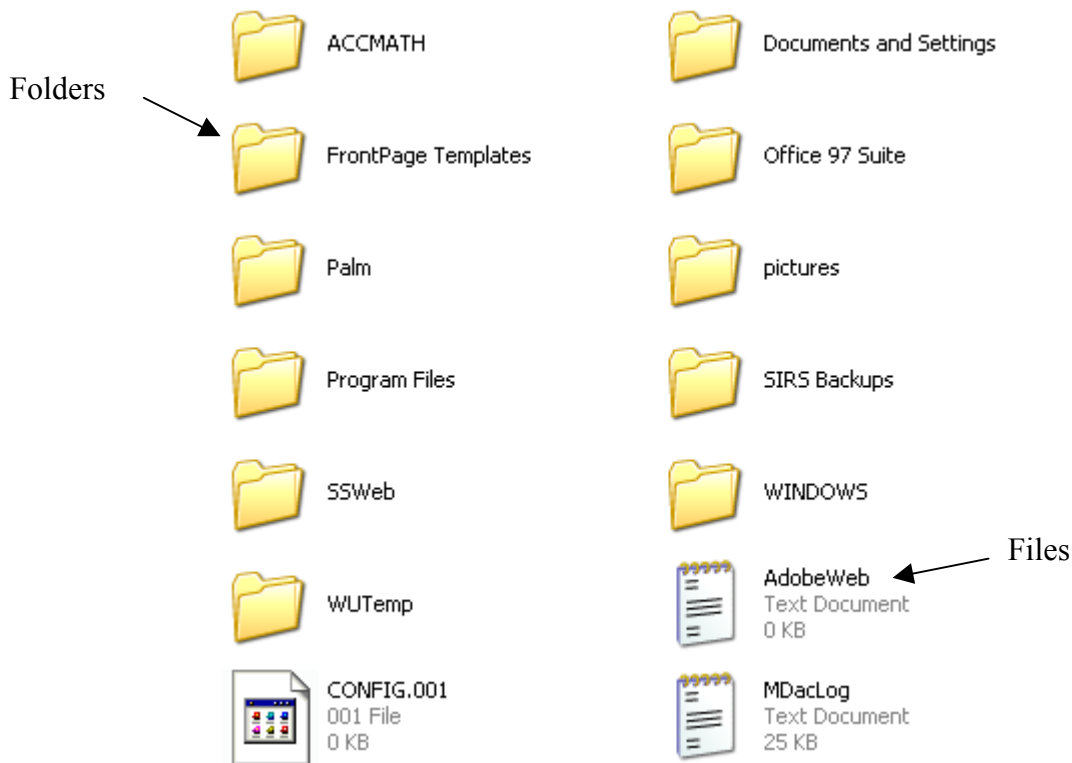 ACCMATH
Documents and Settings
Folders
FrontPage Templates
Office 97 Suite
Palm
pictures
Program Files
SIRS Backups
SSWeb
WINDOWS
Files
WUTemp
AdobeWeb
Text Document
0 KB
CONFIG.001
001 File
0 KB
MDacLog
Text Document
25 KB